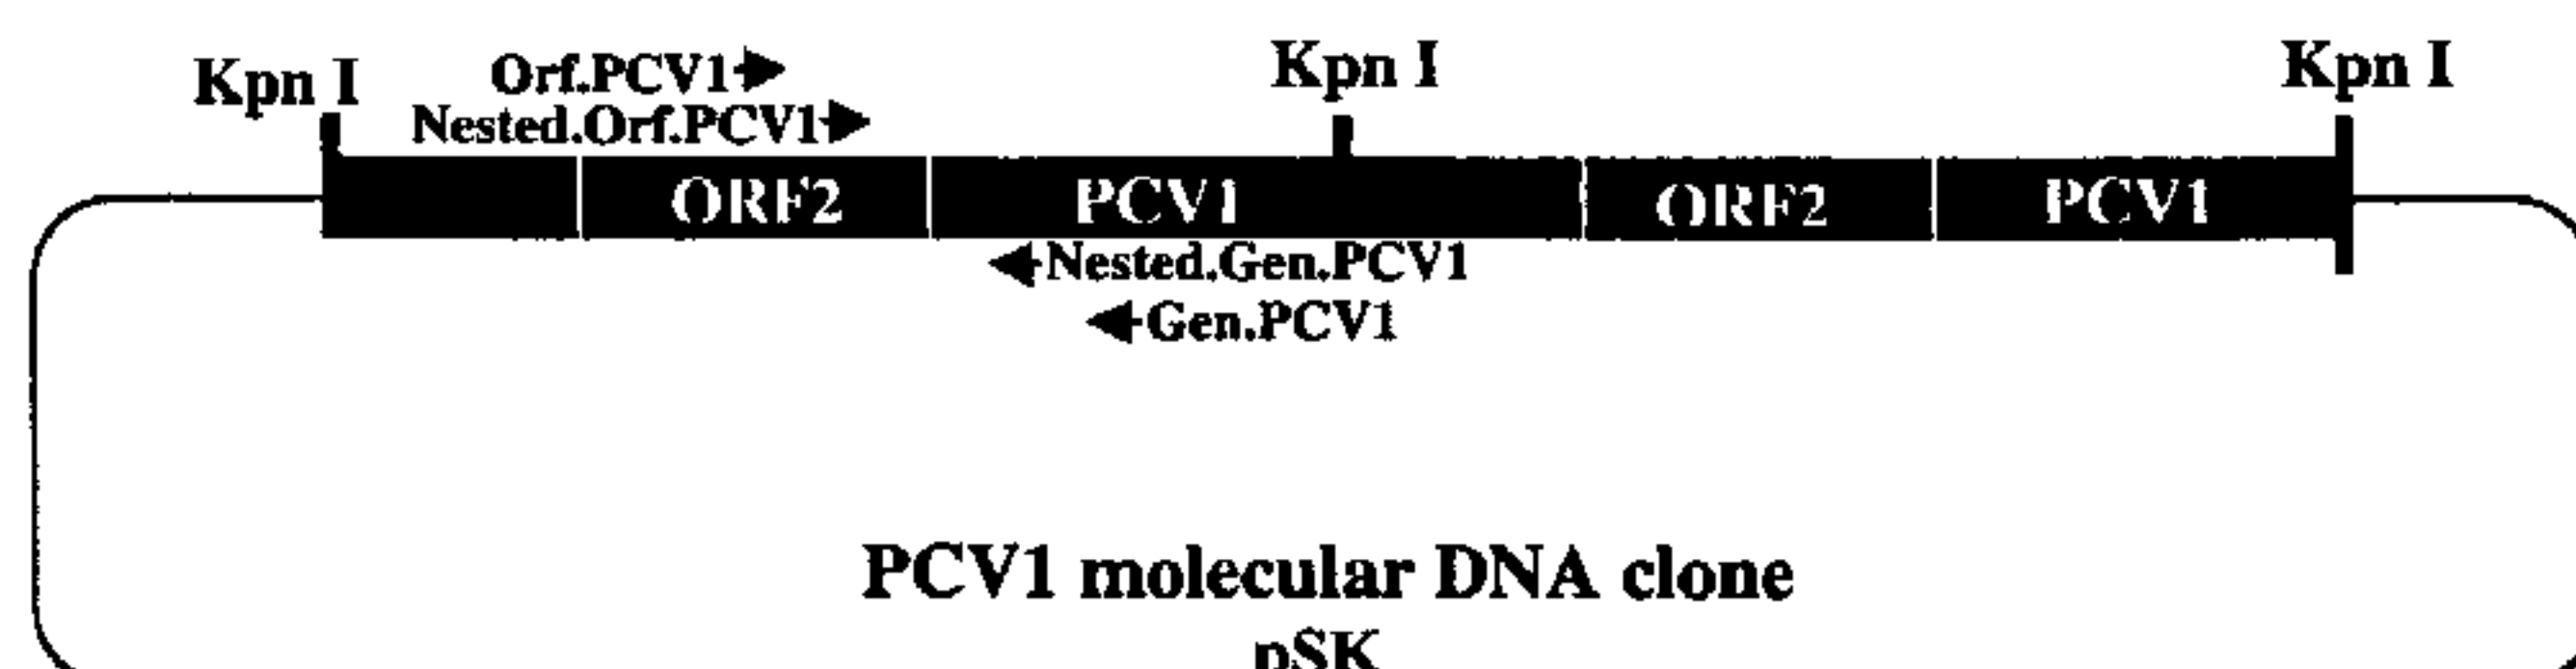 Kpn I
Orf.PCV1
Nested.Orf.PCV1
Kpn I
Kpn I
ORF2
PCV1
ORF2
PCV1
Nested.Gen.PCV1
Gen.PCV1
PCV1 molecular DNA clone
pSK